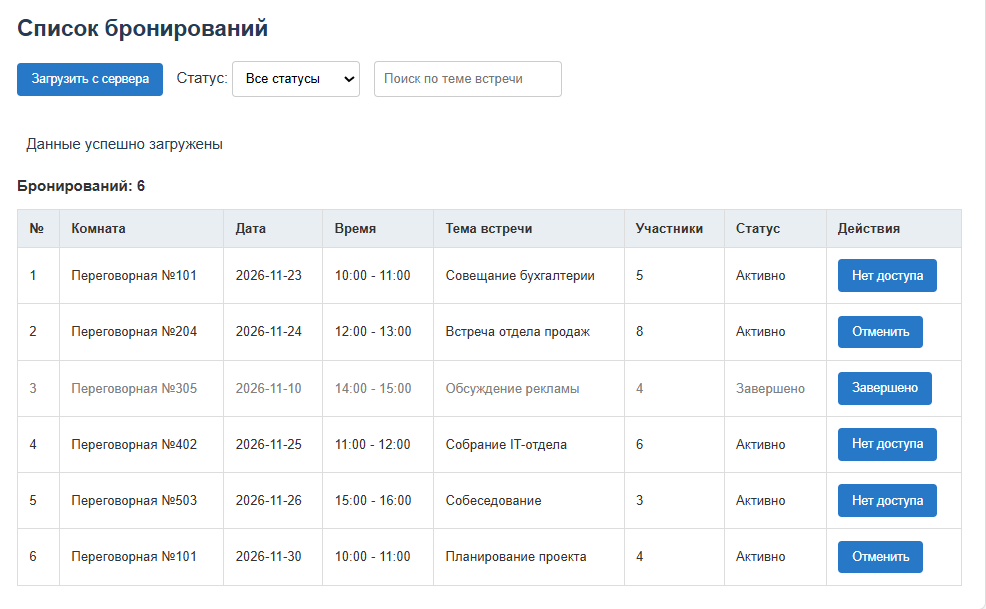 Список бронирований
Загрузить с сервера Статус: Все статусы Поиск по теме встречи
Данные успешно загружены
Бронирований: 6
№ Комната Дата Время Тема встречи Участники Статус Действия
1 Переговорная №101 2026-11-23 10:00 - 11:00 Совещание бухгалтерии 5 Активно Нет доступа
2 Переговорная №204 2026-11-24 12:00 - 13:00 Встреча отдела продаж 8 Активно Отменить
3 Переговорная №305 2026-11-10 14:00 - 15:00 Обсуждение рекламы 4 Завершено Завершено
4 Переговорная №402 2026-11-25 11:00 - 12:00 Собрание IT-отдела 6 Активно Нет доступа
5 Переговорная №503 2026-11-26 15:00 - 16:00 Собеседование 3 Активно Нет доступа
6 Переговорная №101 2026-11-30 10:00 - 11:00 Планирование проекта 4 Активно Отменить